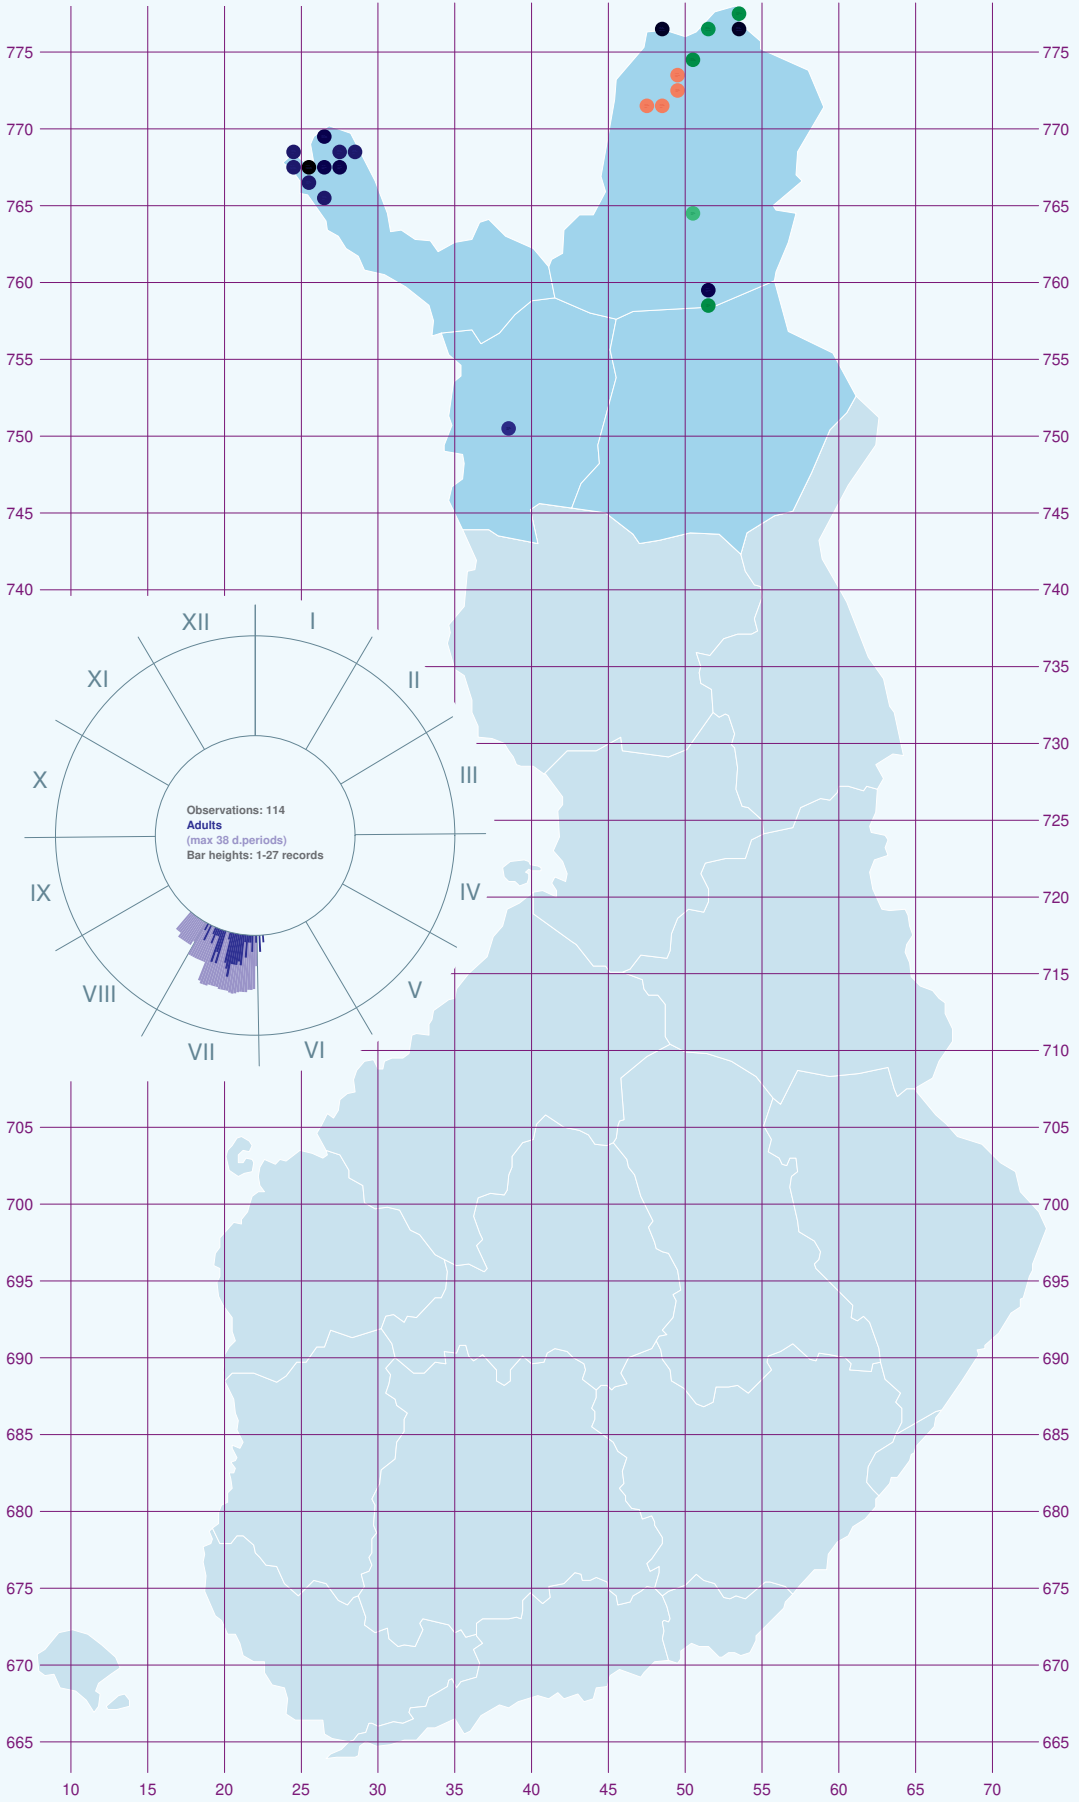 775 775
770 770
765 765
760 760
755 755
750 750
745 745
740 740
XII I
735
XI II
730
X III
725
Observations: 114
Adults
(max 38 d.periods)
Bar heights: 1-27 records
IX IV
720
715
VIII V
VII VI
710
705 705
700 700
695 695
690 690
685 685
680 680
675 675
670 670
665 665
10 15 20 25 30 35 40 45 50 55 60 65 70